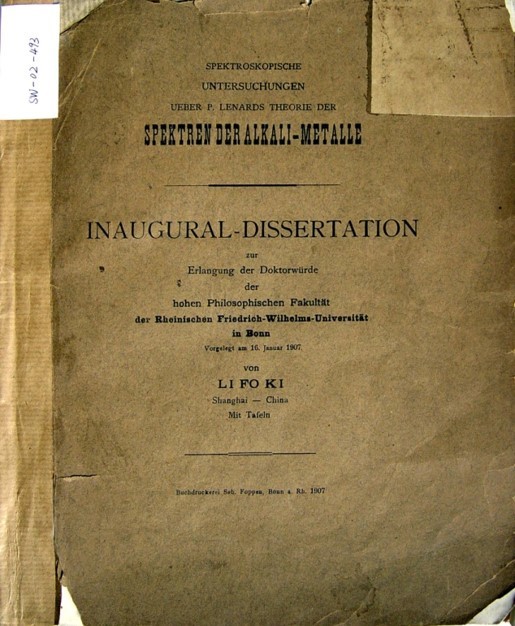 SW-02-493
SPEKTROSKOPISCHE
UNTERSUCHUNGEN
UEBER P. LENARDS THEORIE DER
SPEKTREN DER ALKALI-METALLE
INAUGURAL-DISSERTATION
zur
Erlangung der Doktorwürde
der
hohen Philosophischen Fakultät
der Rheinischen Friedrich-Wilhelms-Universität
in Bonn
Vorgelegt am 16. Januar 1907.
von
LI FO KI
Shanghai — China
Mit Tafeln
Buchdruckerei Seb. Foppen, Bonn a. Rh. 1907